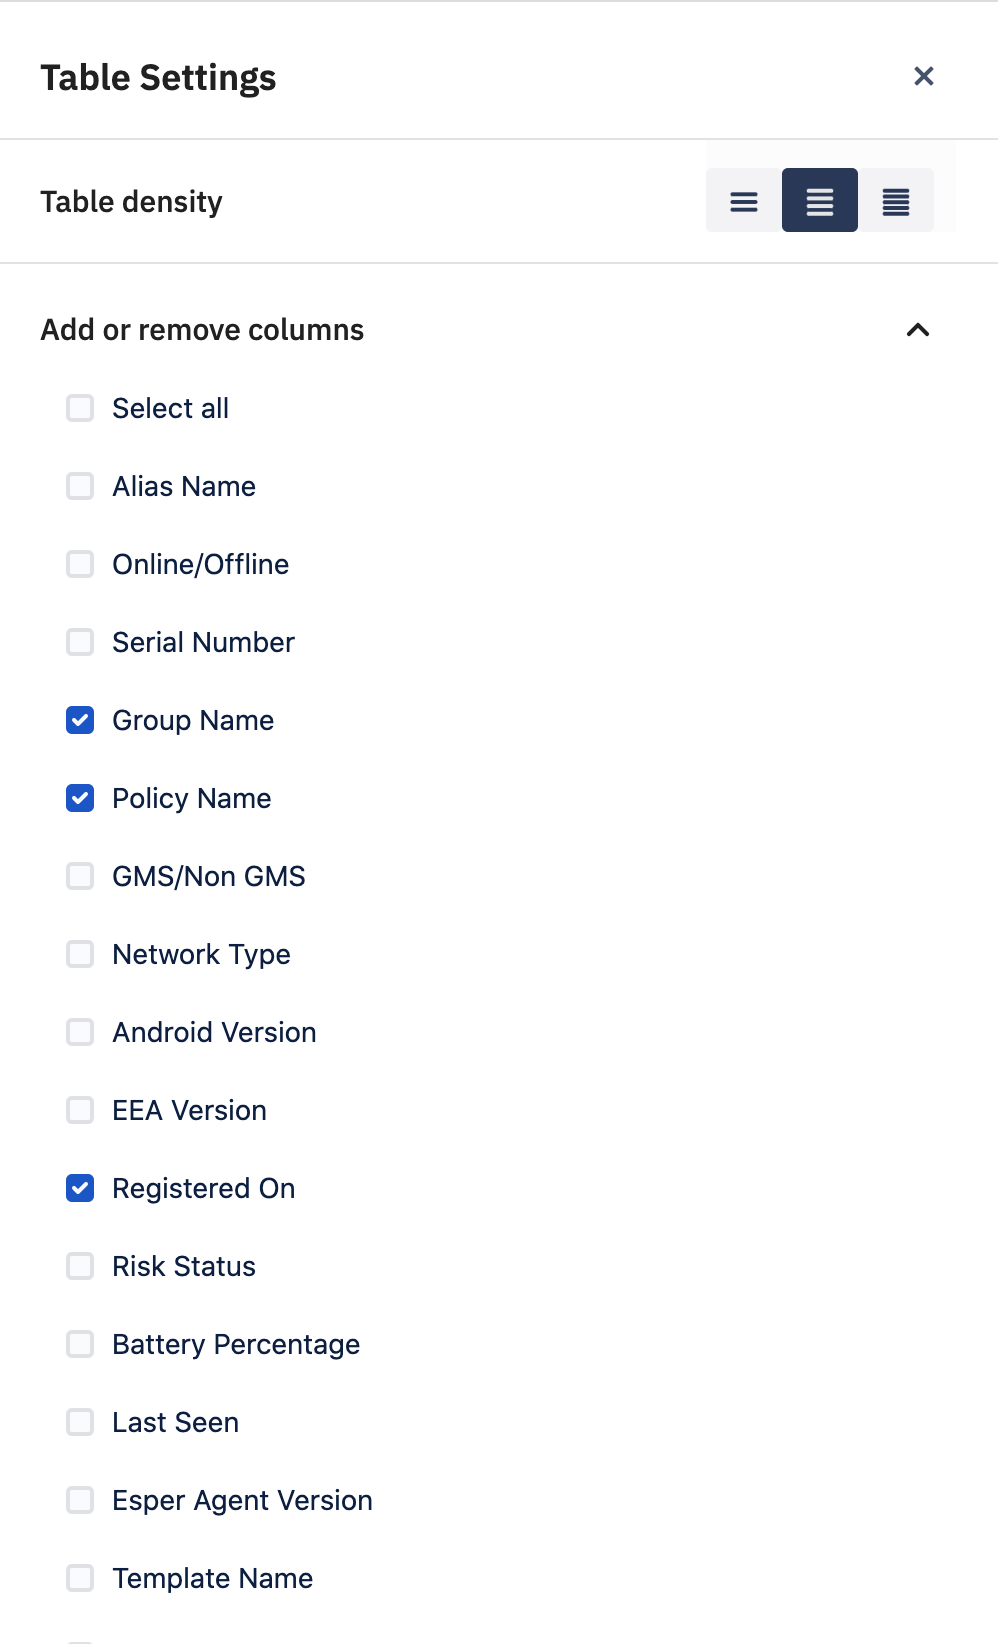 Table Settings
Table density
Add or remove columns
Select all
Alias Name
Online/Offline
Serial Number
Group Name
Policy Name
GMS/Non GMS
Network Type
Android Version
EEA Version
Registered On
Risk Status
Battery Percentage
Last Seen
Esper Agent Version
Template Name